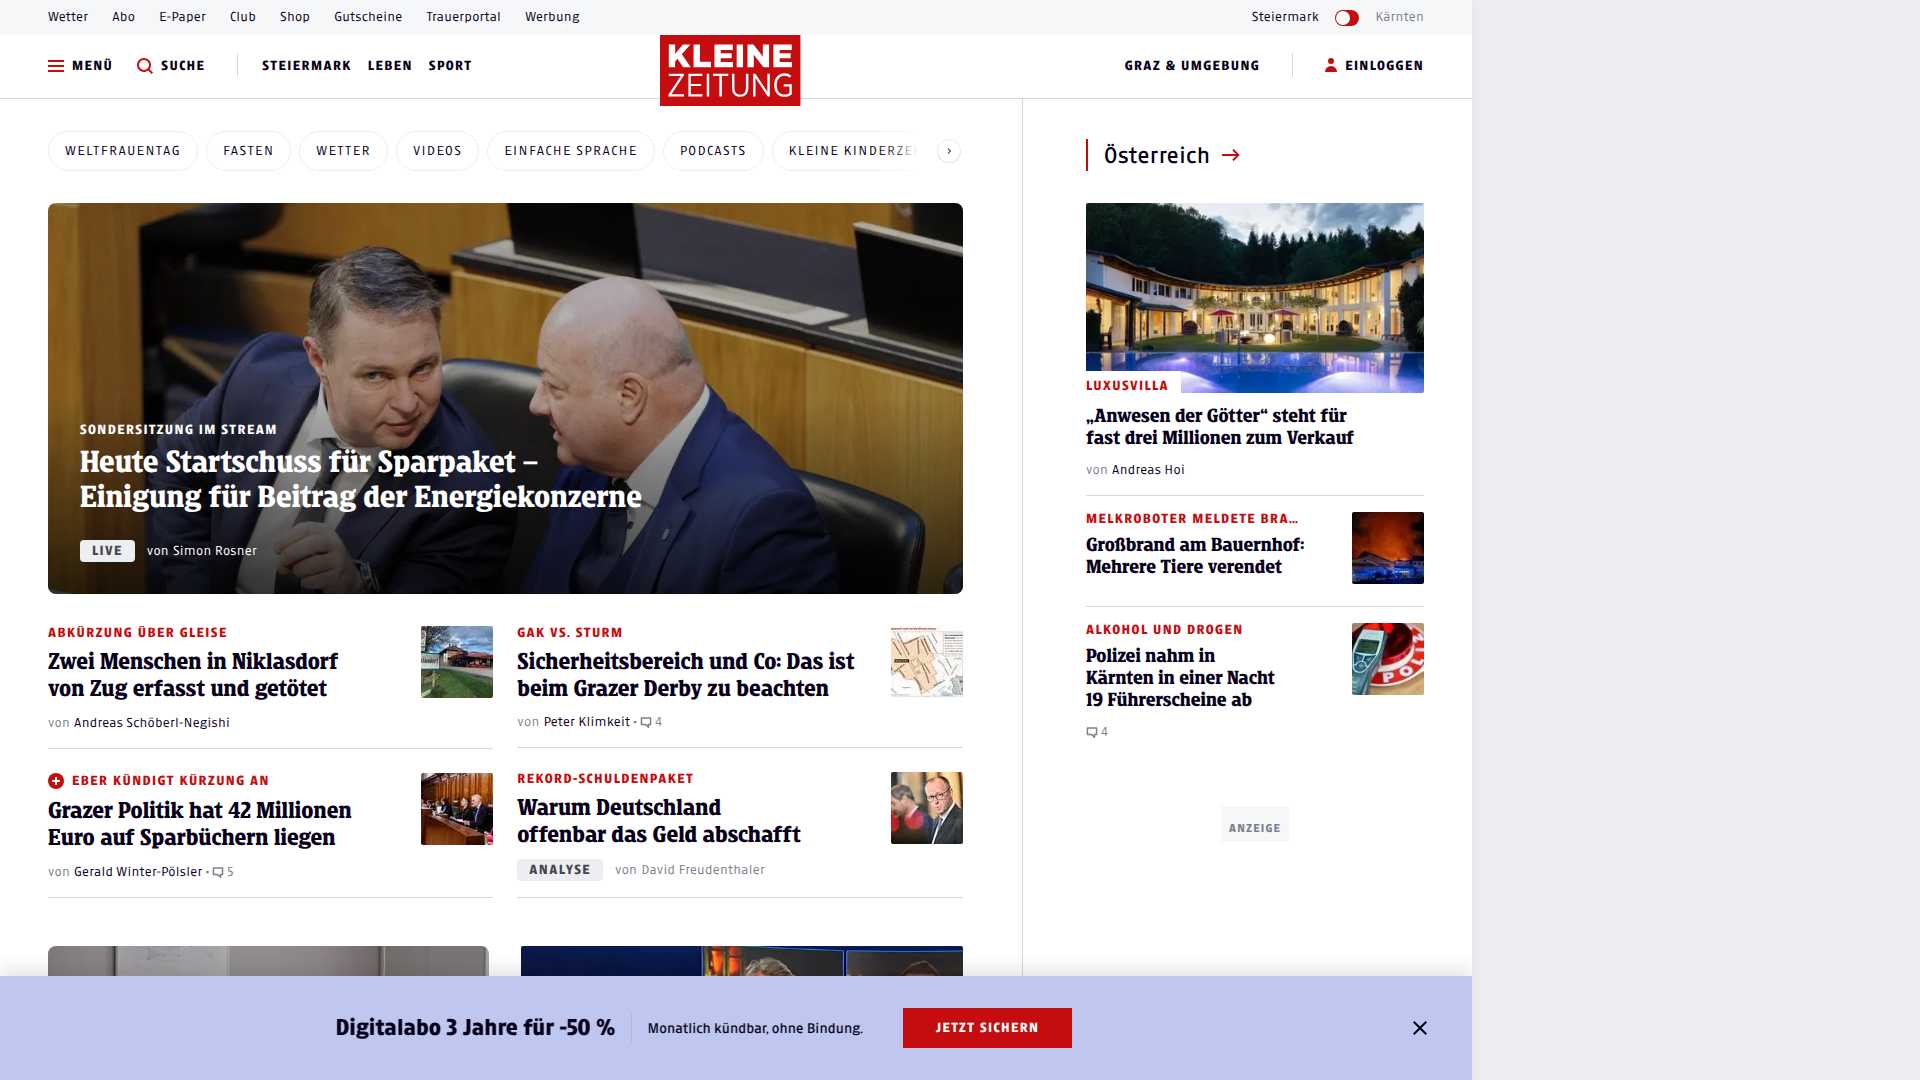 Wetter Abo E-Paper Club Shop Gutscheine Trauerportal Werbung Steiermark Kärnten
MENÜ SUCHE STEIERMARK LEBEN SPORT KLEINE ZEITUNG GRAZ & UMGEBUNG EINLOGGEN
WELTFRAUENTAG FASTEN WETTER VIDEOS EINFACHE SPRACHE PODCASTS KLEINE KINDERZE
SONDERSITZUNG IM STREAM
Heute Startschuss für Sparpaket –
Einigung für Beitrag der Energiekonzerne
LIVE von Simon Rosner
ABKÜRZUNG ÜBER GLEISE
Zwei Menschen in Niklasdorf
von Zug erfasst und getötet
von Andreas Schöberl-Negishi
GAK VS. STURM
Sicherheitsbereich und Co: Das ist
beim Grazer Derby zu beachten
von Peter Klimkeit • 4
EBER KÜNDIGT KÜRZUNG AN
Grazer Politik hat 42 Millionen
Euro auf Sparbüchern liegen
von Gerald Winter-Pölsler • 5
REKORD-SCHULDENPAKET
Warum Deutschland
offenbar das Geld abschafft
ANALYSE von David Freudenthaler
Österreich
LUXUSVILLA
„Anwesen der Götter“ steht für
fast drei Millionen zum Verkauf
von Andreas Hoi
MELKROBOTER MELDETE BRA…
Großbrand am Bauernhof:
Mehrere Tiere verendet
ALKOHOL UND DROGEN
Polizei nahm in
Kärnten in einer Nacht
19 Führerscheine ab
4
ANZEIGE
Digitalabo 3 Jahre für -50 % Monatlich kündbar, ohne Bindung. JETZT SICHERN